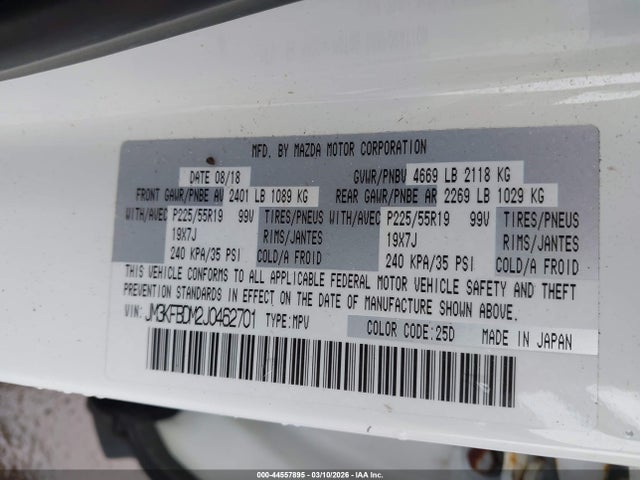 MFD. BY MAZDA MOTOR CORPORATION
DATE 08/18 GVWR/PNBV 4669 LB 2118 KG
FRONT GAWR/PNBE AV 2401 LB 1089 KG REAR GAWR/PNBE AR 2269 LB 1029 KG
WITH/AVEC P225/55R19 99V TIRES/PNEUS WITH/AVEC P225/55R19 99V TIRES/PNEUS
19X7J RIMS/JANTES 19X7J RIMS/JANTES
240 KPA/35 PSI COLD/A FROID 240 KPA/35 PSI COLD/A FROID
THIS VEHICLE CONFORMS TO ALL APPLICABLE FEDERAL MOTOR VEHICLE SAFETY AND THEFT
PREVENTION STANDARDS IN EFFECT ON THE DATE OF MANUFACTURE SHOWN ABOVE.
VIN: JM3KFBDM2J0462701 TYPE:MPV COLOR CODE:25D MADE IN JAPAN
000-44557895 - 03/10/2026 - IAA Inc.